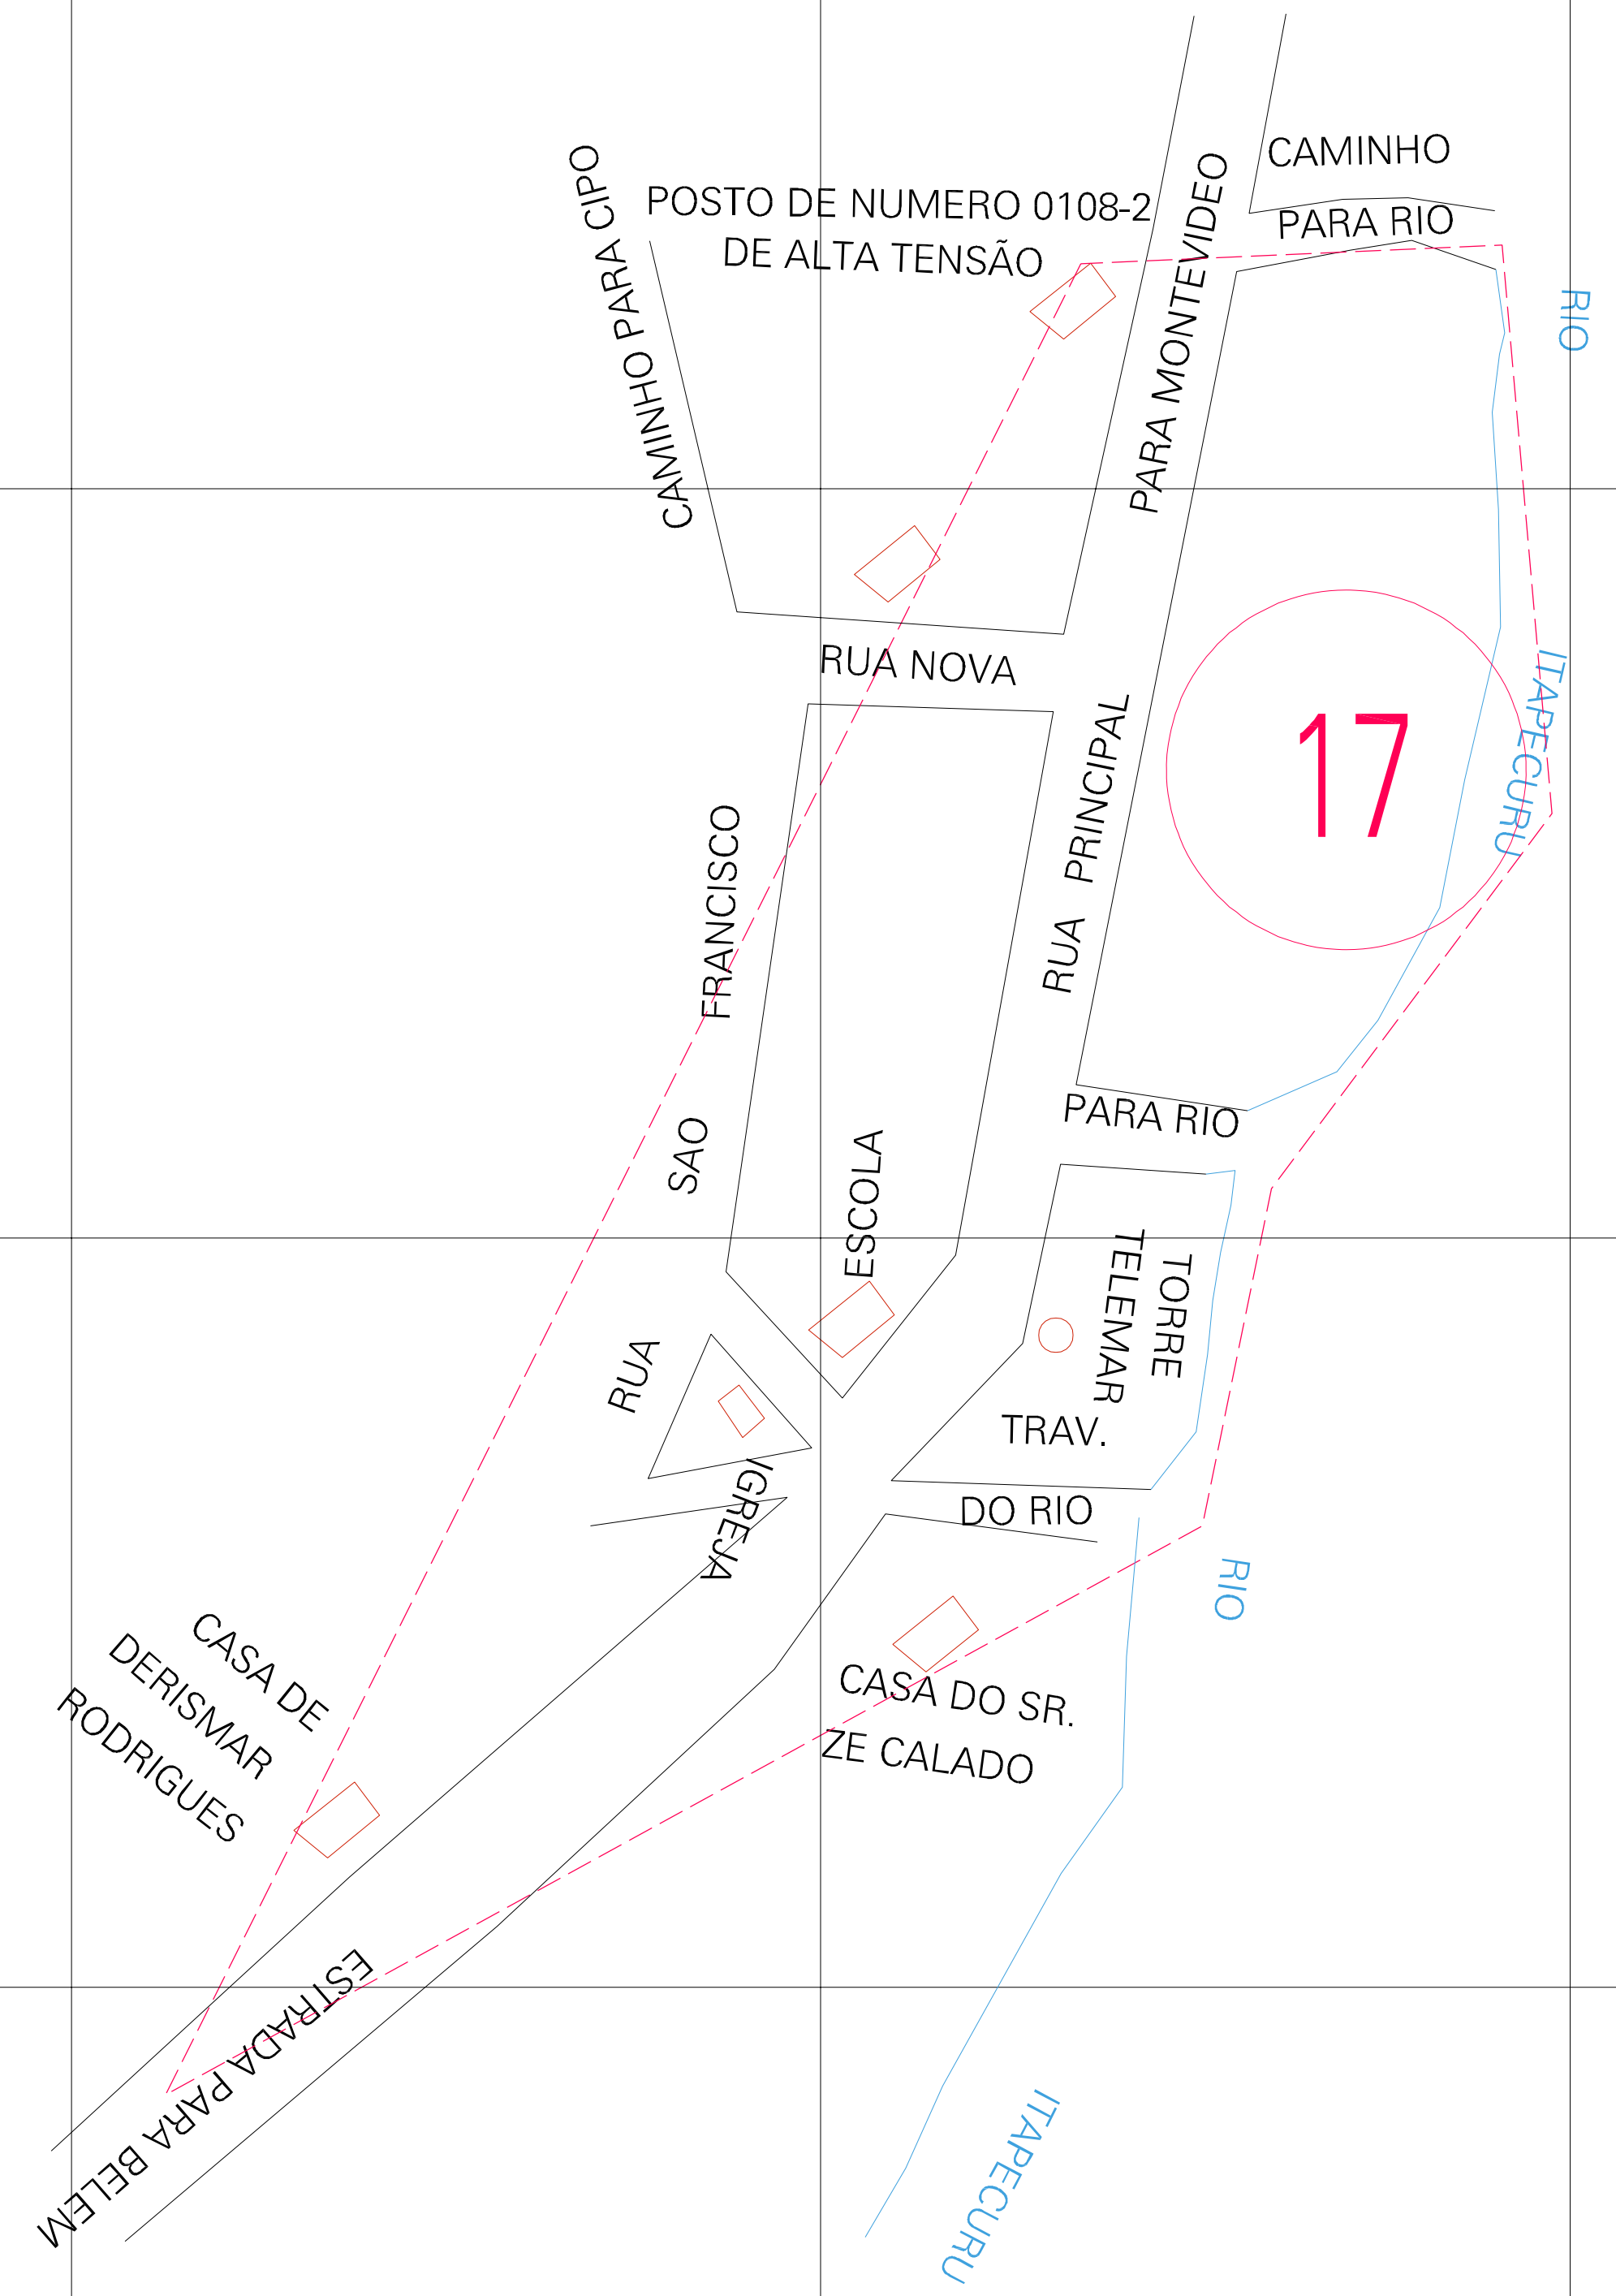 CAMINHO
PARA RIO
POSTO DE NUMERO 0108-2
DE ALTA TENSÃO
CAMINHO PARA CIPO
PARA MONTEVIDEO
RIO
ITAPECURU
RUA NOVA
17
RUA PRINCIPAL
RUA SAO FRANCISCO
PARA RIO
ESCOLA
TORRE
TELEMAR
TRAV.
DO RIO
IGREJA
RIO
ITAPECURU
CASA DE
DERISMAR
RODRIGUES
CASA DO SR.
ZE CALADO
ESTRADA PARA BELEM